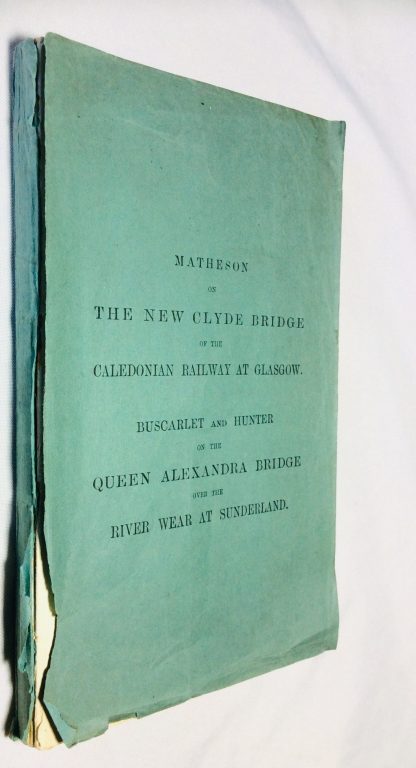 MATHESON
ON
THE NEW CLYDE BRIDGE
OF THE
CALEDONIAN RAILWAY AT GLASGOW.
BUSCARLET AND HUNTER
ON THE
QUEEN ALEXANDRA BRIDGE
OVER THE
RIVER WEAR AT SUNDERLAND.